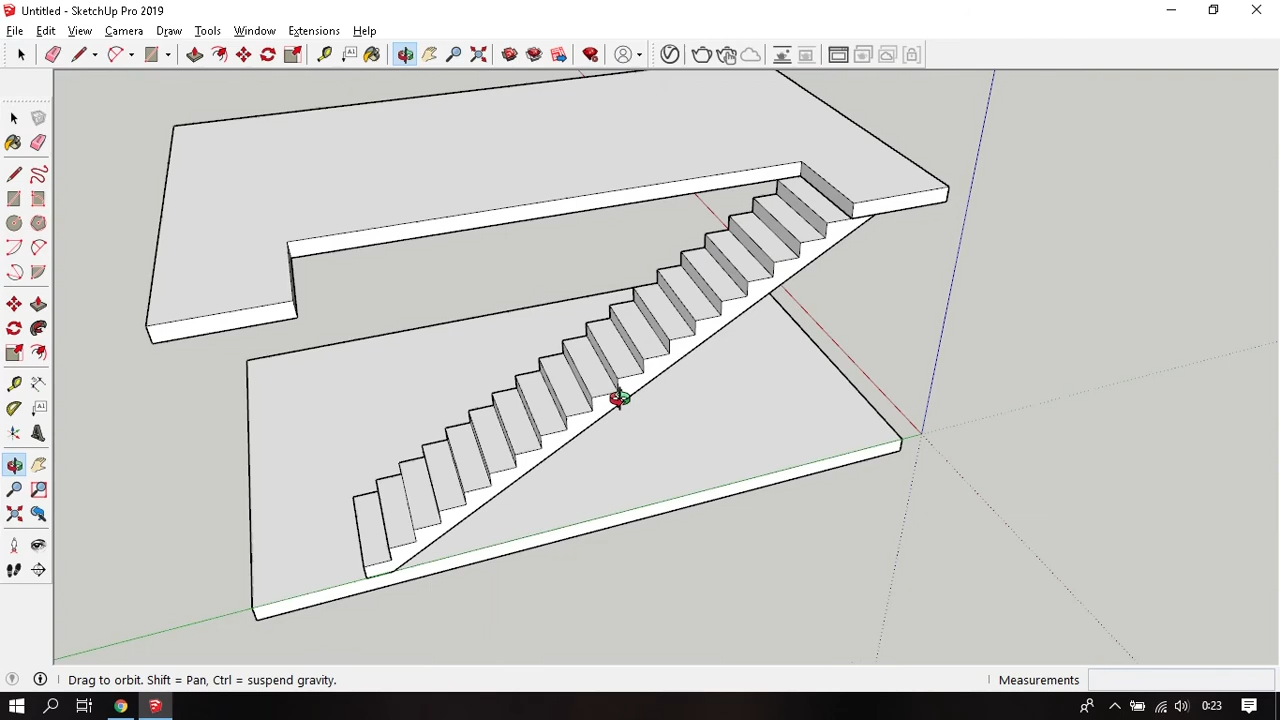 Untitled - SketchUp Pro 2019
File Edit View Camera Draw Tools Window Extensions Help
Drag to orbit. Shift = Pan, Ctrl = suspend gravity.
Measurements
0:23